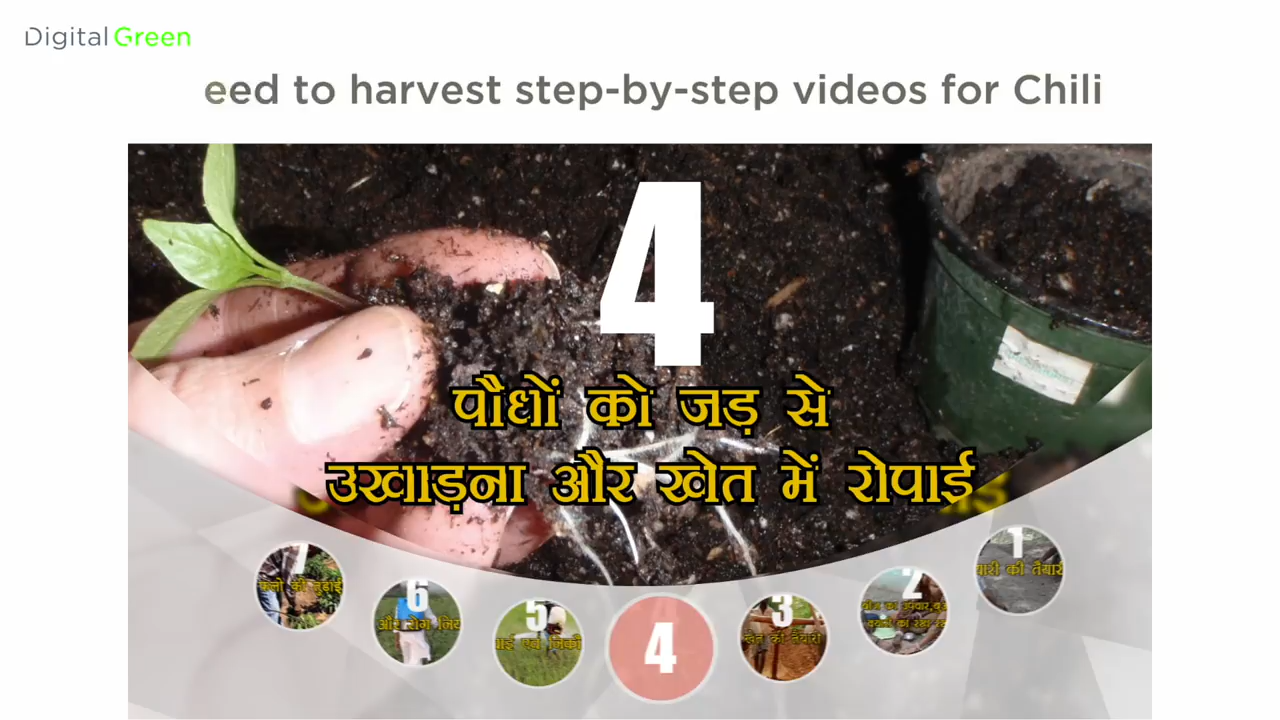 Digital Green
eed to harvest step-by-step videos for Chili
4
पौधों को जड़ से
उखाड़ना और खेत में रोपाई
7
फलों की तुड़ाई
6
5
4
3
खेत की तैयारी
2
1